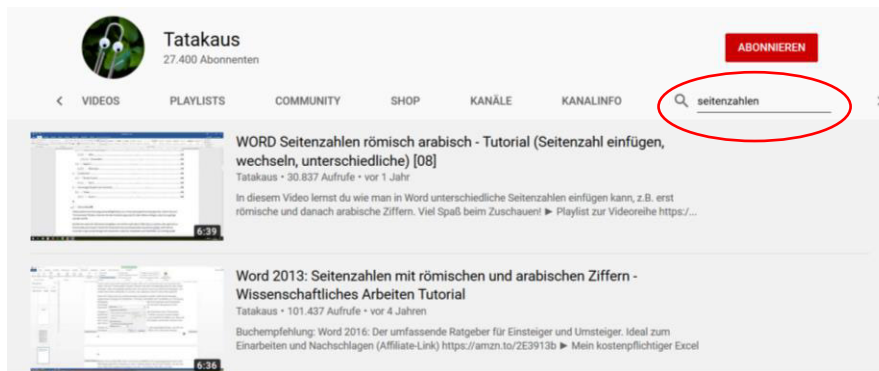 Tatakaus
27.400 Abonnenten
ABONNIEREN
VIDEOS PLAYLISTS COMMUNITY SHOP KANÄLE KANALINFO seitenzahlen
WORD Seitenzahlen römisch arabisch - Tutorial (Seitenzahl einfügen,
wechseln, unterschiedliche) [08]
Tatakaus • 30.837 Aufrufe • vor 1 Jahr
In diesem Video lernst du wie man in Word unterschiedliche Seitenzahlen einfügen kann, z.B. erst
römische und danach arabische Ziffern. Viel Spaß beim Zuschauen! ► Playlist zur Videoreihe https:/...
6:39
Word 2013: Seitenzahlen mit römischen und arabischen Ziffern -
Wissenschaftliches Arbeiten Tutorial
Tatakaus • 101.437 Aufrufe • vor 4 Jahren
Buchempfehlung: Word 2016: Der umfassende Ratgeber für Einsteiger und Umsteiger. Ideal zum
Einarbeiten und Nachschlagen (Affiliate-Link) https://amzn.to/2E3913b ► Mein kostenpflichtiger Excel
6:36